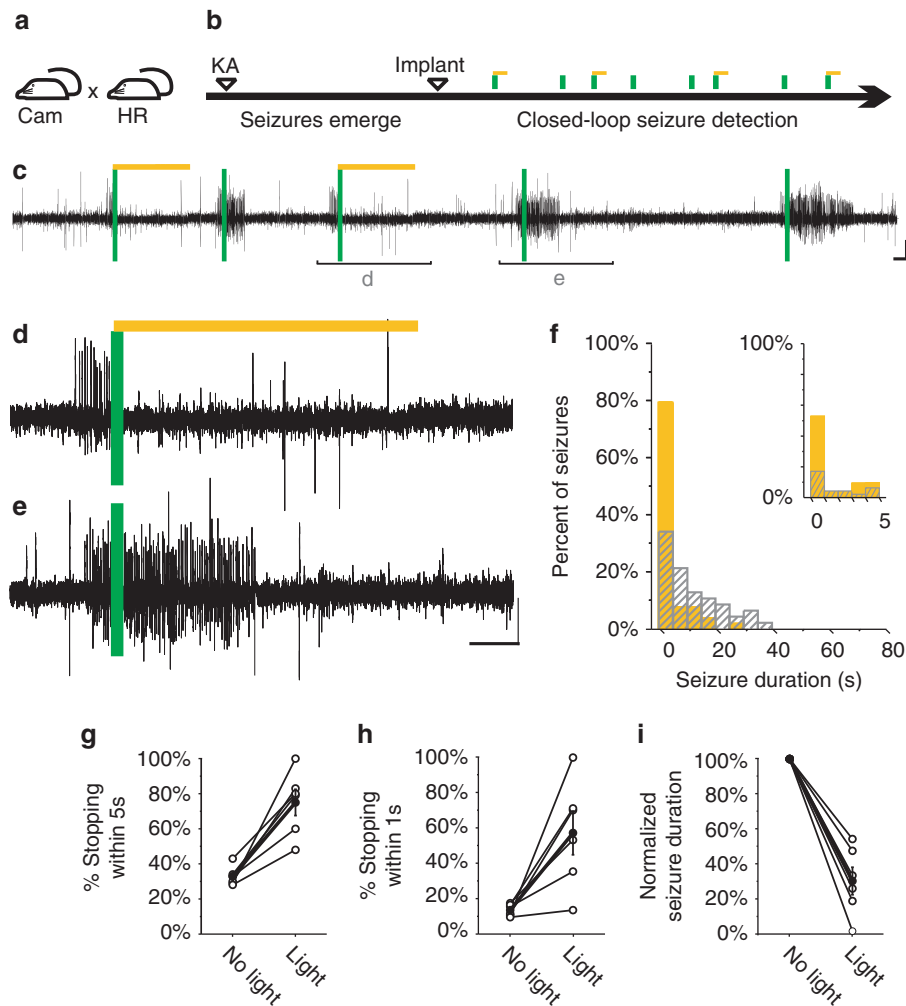 a
Cam x HR
b
KA
Implant
Seizures emerge
Closed-loop seizure detection
c
d
e
d
e
f
100%
80%
60%
40%
20%
0%
Percent of seizures
0 20 40 60 80
Seizure duration (s)
100%
0%
0 5
g
% Stopping
within 5s
100%
80%
60%
40%
20%
0%
No light
Light
h
% Stopping
within 1s
100%
80%
60%
40%
20%
0%
No light
Light
i
Normalized
seizure duration
100%
80%
60%
40%
20%
0%
No light
Light